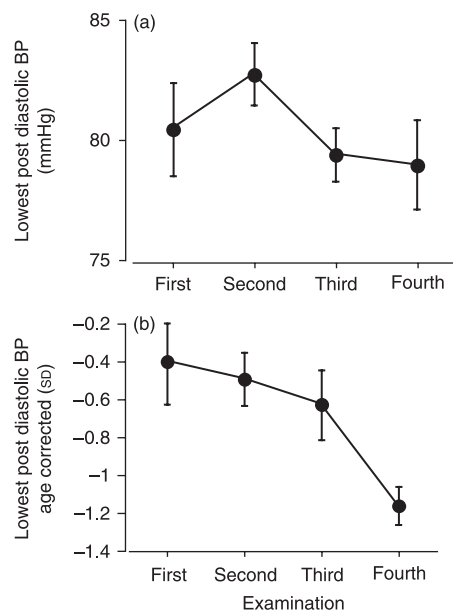 (a)
Lowest post diastolic BP
(mmHg)
85
80
75
First Second Third Fourth
(b)
Lowest post diastolic BP
age corrected (SD)
−0.2
−0.4
−0.6
−0.8
−1
−1.2
−1.4
First Second Third Fourth
Examination